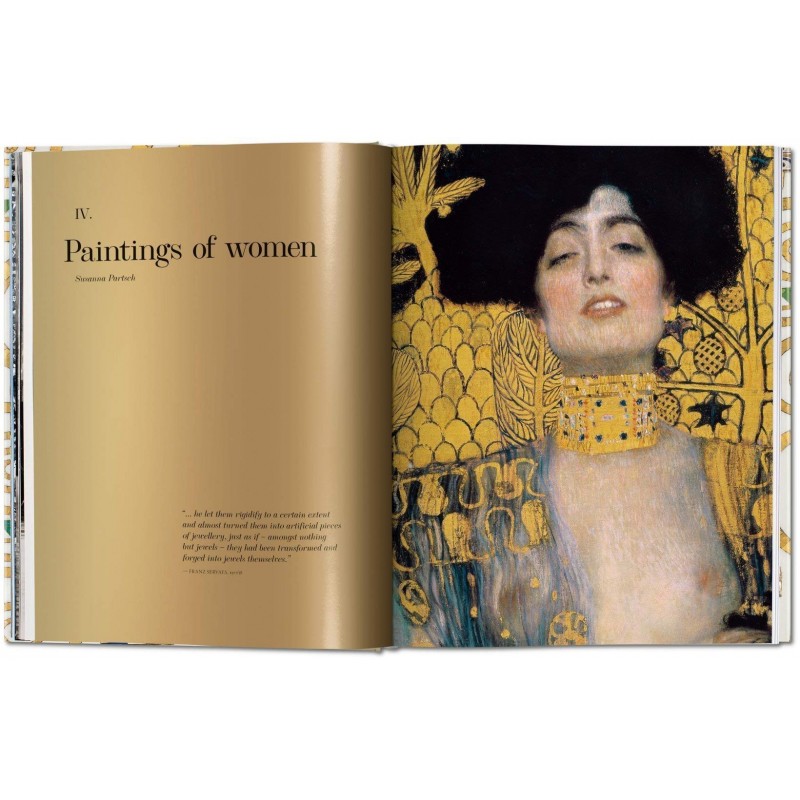 IV.
Paintings of women
Susanna Partsch
“... he let them rigidify to a certain extent
and almost turned them into artificial pieces
of jewellery, just as if – amongst nothing
but jewels – they had been transformed and
forged into jewels themselves.”